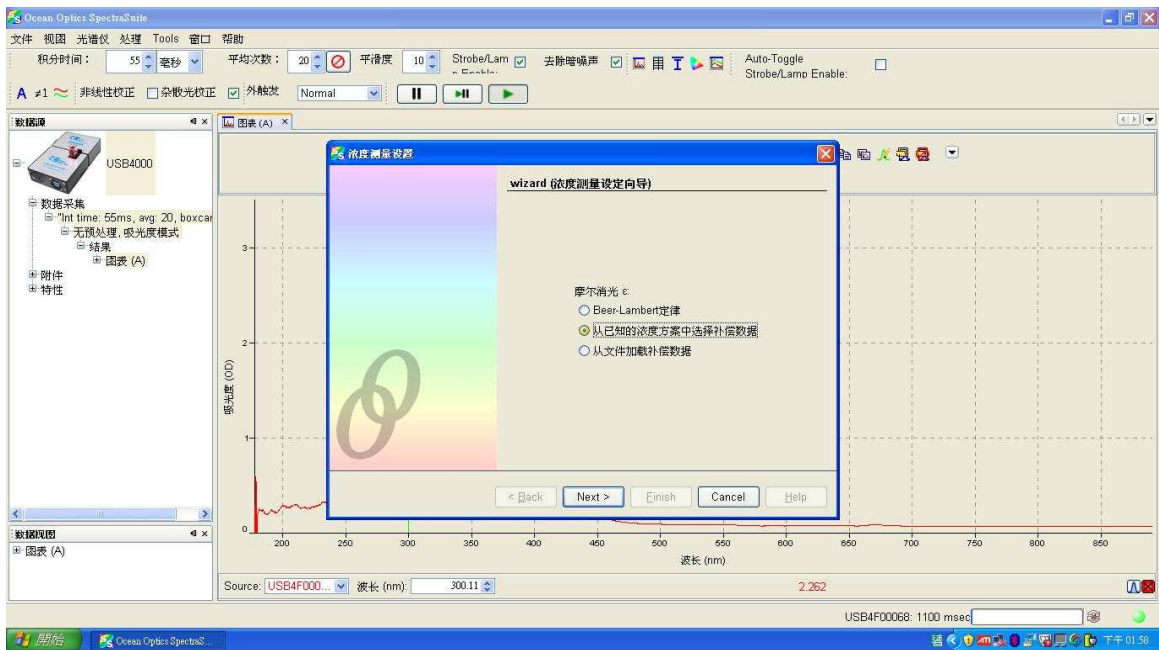 Ocean Optics SpectraSuite
文件 视图 光谱仪 处理 Tools 窗口 帮助
积分时间： 55 毫秒 平均次数： 20 平滑度 10 Strobe/Lam 去除暗噪声 Auto-Toggle
Strobe/Lamp Enable:
A ≠1 非线性校正 杂散光校正 外触发 Normal
数据源
图表 (A)
USB4000
数据采集
"Int time: 55ms, avg: 20, boxcar
无预处理, 吸光度模式
结果
图表 (A)
附件
特性
浓度测量设置
wizard (浓度测量设定向导)
摩尔消光 ε
Beer-Lambert定律
从已知的浓度方案中选择补偿数据
从文件加载补偿数据
< Back Next > Finish Cancel Help
吸光度 (OD)
3
2
1
0
200 250 300 350 400 450 500 550 600 650 700 750 800 850
波长 (nm)
数据视图
图表 (A)
Source: USB4F000... 波长 (nm): 300.11 2.262
USB4F00068: 1100 msec
開始 Ocean Optics SpectraS... 下午 01:58